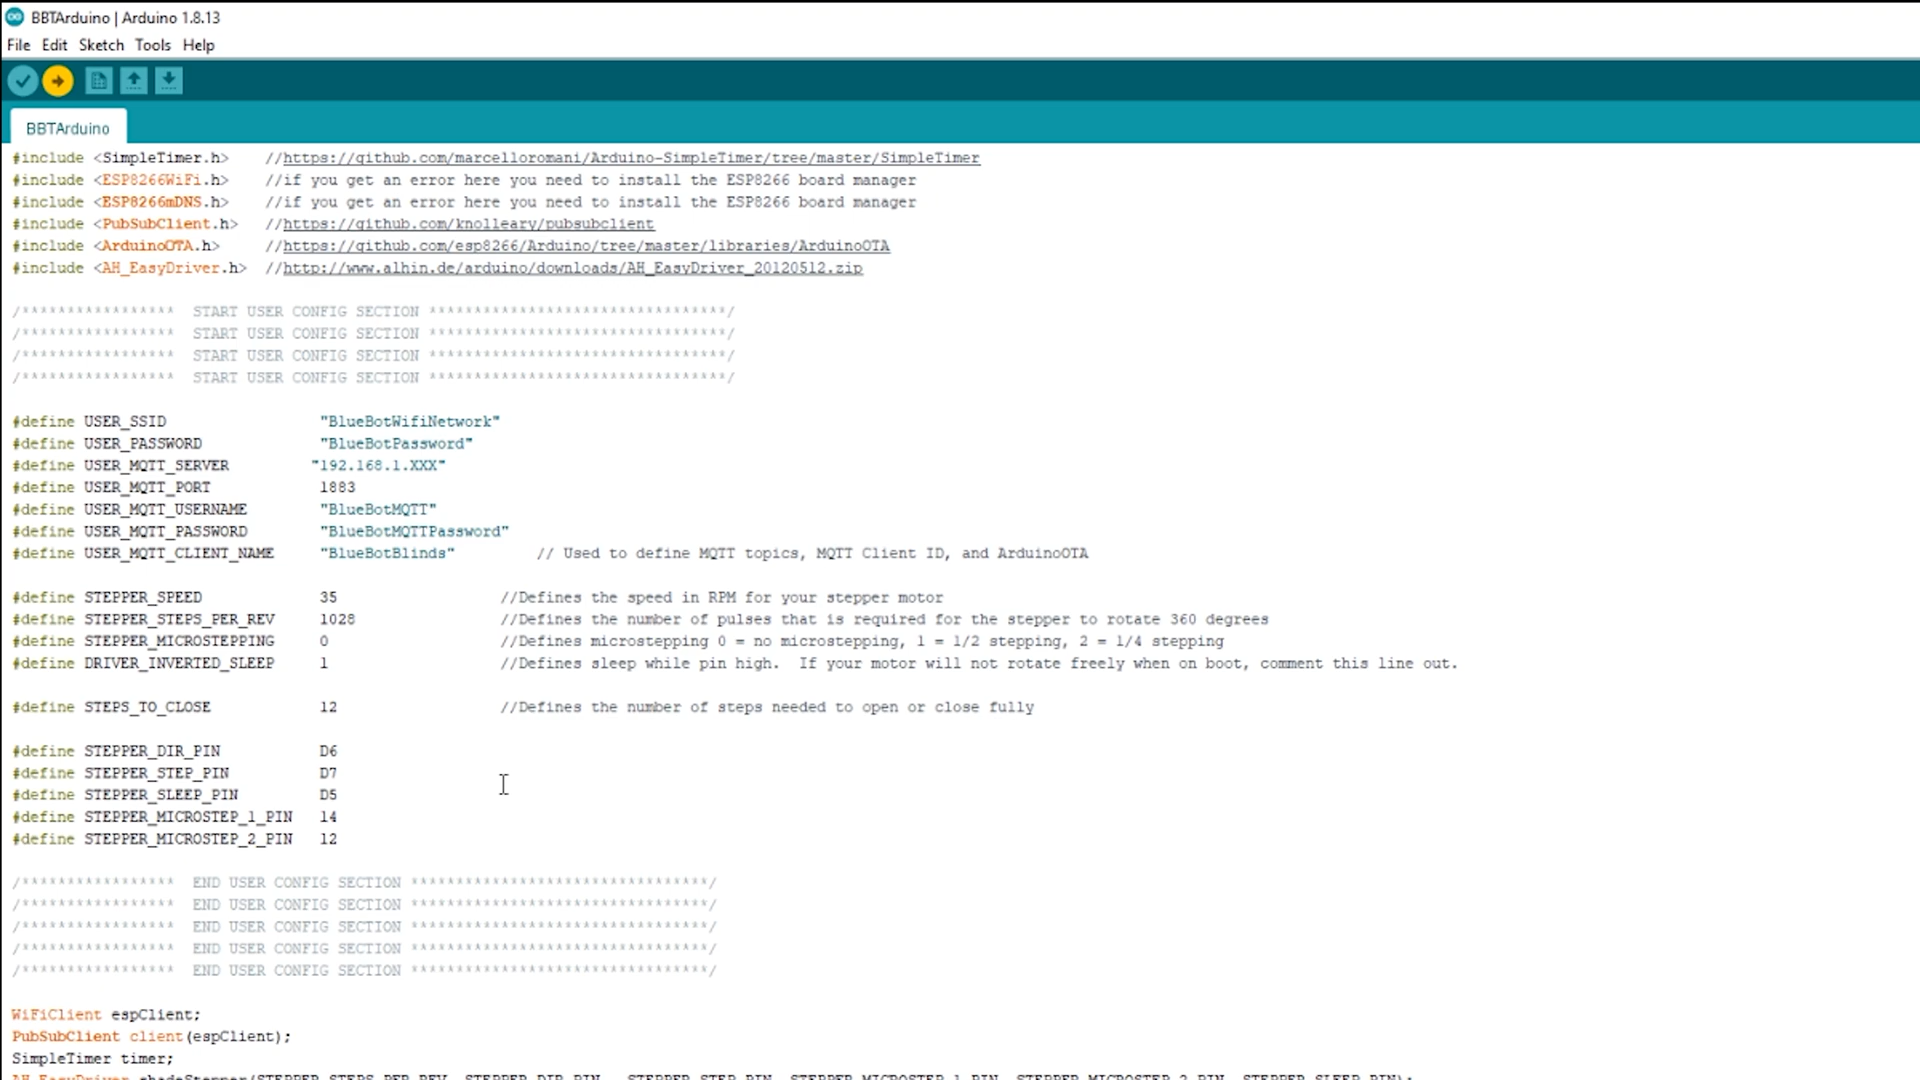 BBTArduino | Arduino 1.8.13
File Edit Sketch Tools Help
BBTArduino
#include <SimpleTimer.h>    //https://github.com/marcelloromani/Arduino-SimpleTimer/tree/master/SimpleTimer
#include <ESP8266WiFi.h>    //if you get an error here you need to install the ESP8266 board manager
#include <ESP8266mDNS.h>    //if you get an error here you need to install the ESP8266 board manager
#include <PubSubClient.h>   //https://github.com/knolleary/pubsubclient
#include <ArduinoOTA.h>     //https://github.com/esp8266/Arduino/tree/master/libraries/ArduinoOTA
#include <AH_EasyDriver.h>  //http://www.alhin.de/arduino/downloads/AH_EasyDriver_20120512.zip
/*****************  START USER CONFIG SECTION *********************************/
/*****************  START USER CONFIG SECTION *********************************/
/*****************  START USER CONFIG SECTION *********************************/
/*****************  START USER CONFIG SECTION *********************************/
#define USER_SSID                 "BlueBotWifiNetwork"
#define USER_PASSWORD             "BlueBotPassword"
#define USER_MQTT_SERVER         "192.168.1.XXX"
#define USER_MQTT_PORT            1883
#define USER_MQTT_USERNAME        "BlueBotMQTT"
#define USER_MQTT_PASSWORD        "BlueBotMQTTPassword"
#define USER_MQTT_CLIENT_NAME     "BlueBotBlinds"         // Used to define MQTT topics, MQTT Client ID, and ArduinoOTA
#define STEPPER_SPEED             35                  //Defines the speed in RPM for your stepper motor
#define STEPPER_STEPS_PER_REV     1028                //Defines the number of pulses that is required for the stepper to rotate 360 degrees
#define STEPPER_MICROSTEPPING     0                   //Defines microstepping 0 = no microstepping, 1 = 1/2 stepping, 2 = 1/4 stepping
#define DRIVER_INVERTED_SLEEP     1                   //Defines sleep while pin high.  If your motor will not rotate freely when on boot, comment this line out.
#define STEPS_TO_CLOSE            12                  //Defines the number of steps needed to open or close fully
#define STEPPER_DIR_PIN           D6
#define STEPPER_STEP_PIN          D7
#define STEPPER_SLEEP_PIN         D5
#define STEPPER_MICROSTEP_1_PIN   14
#define STEPPER_MICROSTEP_2_PIN   12
/*****************  END USER CONFIG SECTION *********************************/
/*****************  END USER CONFIG SECTION *********************************/
/*****************  END USER CONFIG SECTION *********************************/
/*****************  END USER CONFIG SECTION *********************************/
/*****************  END USER CONFIG SECTION *********************************/
WiFiClient espClient;
PubSubClient client(espClient);
SimpleTimer timer;
AH_EasyDriver shadeStepper(STEPPER_STEPS_PER_REV, STEPPER_DIR_PIN ,STEPPER_STEP_PIN, STEPPER_MICROSTEP_1_PIN, STEPPER_MICROSTEP_2_PIN, STEPPER_SLEEP_PIN);